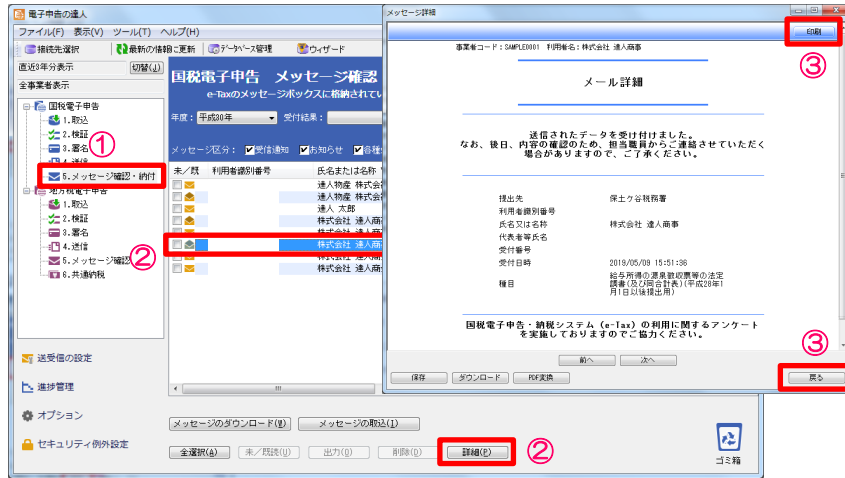 電子申告の達人
ファイル(F) 表示(V) ツール(T) ヘルプ(H)
接続先選択 最新の情報に更新 データベース管理 ウィザード
直近3年分表示 切替(J)
全事業者表示
国税電子申告
1.取込
2.検証
3.署名
4.送信
5.メッセージ確認・納付
地方税電子申告
1.取込
2.検証
3.署名
4.送信
5.メッセージ確認
6.共通納税
①
②
送受信の設定
進捗管理
オプション
セキュリティ例外設定
国税電子申告 メッセージ確認
e-Taxのメッセージボックスに格納されてい
年度： 平成30年 受付結果：
メッセージ区分： 受信通知 お知らせ 各種
未／既 利用者識別番号 氏名または名称
達人物産 株式会
達人物産 株式会
達人 太郎
株式会社 達人商
株式会社 達人商
株式会社 達人商
株式会社 達人商
株式会社 達人商
メッセージのダウンロード(W) メッセージの取込(I)
全選択(A) 未／既読(U) 出力(O) 削除(D) 詳細(P)
②
ゴミ箱
メッセージ詳細
印刷
③
事業者コード：SAMPLE0001 利用者名：株式会社 達人商事
メール詳細
送信されたデータを受け付けました。
なお、後日、内容の確認のため、担当職員からご連絡させていただく
場合がありますので、ご了承ください。
提出先 保土ケ谷税務署
利用者識別番号
氏名又は名称 株式会社 達人商事
代表者等氏名
受付番号
受付日時 2019/05/09 15:51:36
種目 給与所得の源泉徴収票等の法定
調書(及び同合計表)(平成28年1
月1日以後提出用)
国税電子申告・納税システム（e-Tax）の利用に関するアンケート
を実施しておりますのでご協力ください。
前へ 次へ
③
保存 ダウンロード PDF変換 戻る